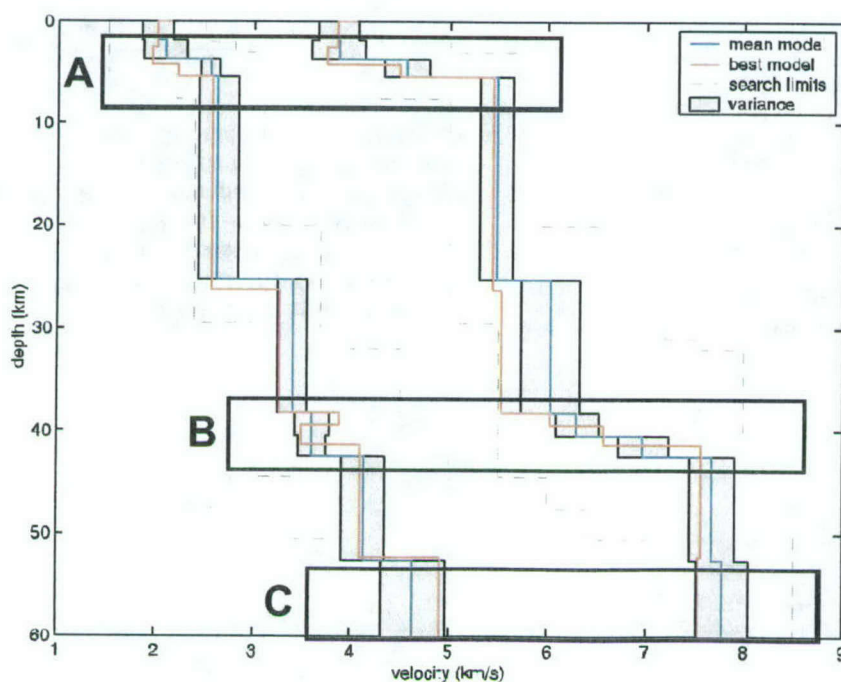 0
A
mean mode
best model
search limits
variance
10
20
depth (km)
30
B
40
50
C
60
1 2 3 4 5 6 7 8 9
velocity (km/s)